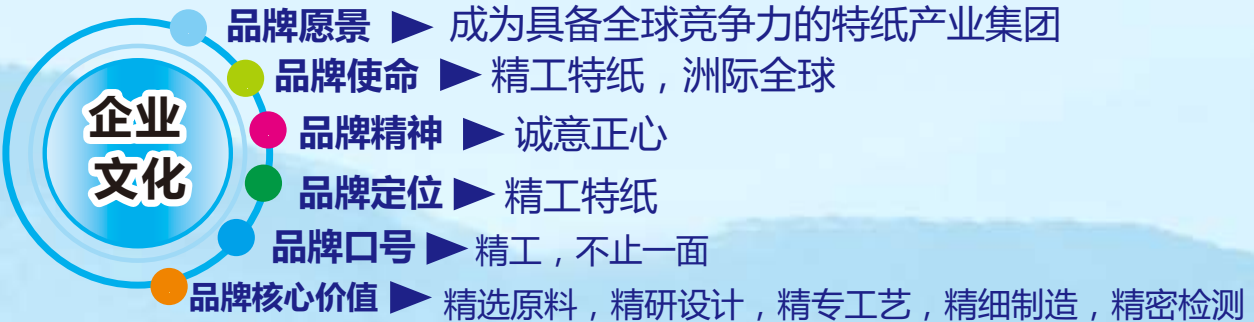 企业
文化
品牌愿景 ▶ 成为具备全球竞争力的特纸产业集团
品牌使命 ▶ 精工特纸，洲际全球
品牌精神 ▶ 诚意正心
品牌定位 ▶ 精工特纸
品牌口号 ▶ 精工，不止一面
品牌核心价值 ▶ 精选原料，精研设计，精专工艺，精细制造，精密检测